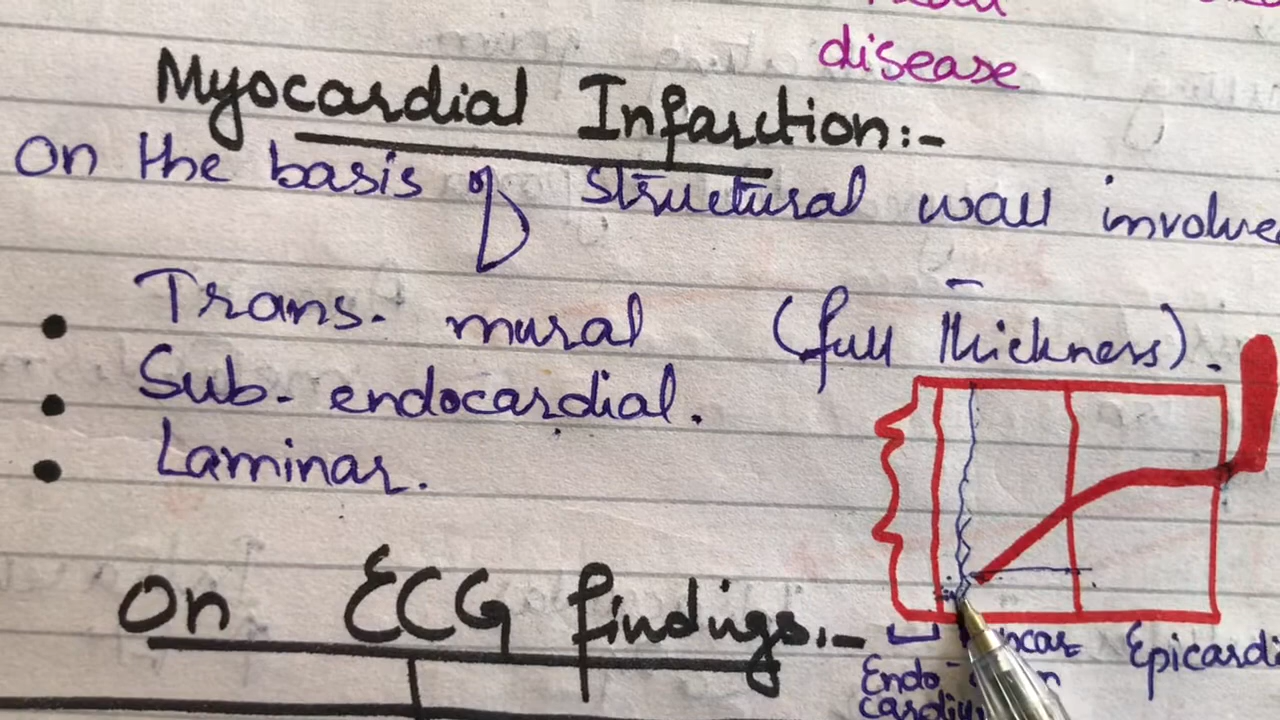 disease
Myocardial Infarction:-
On the basis of structural wall involve
Trans. mural (full thickness).
Sub. endocardial.
Laminar.
On ECG findings:-
Epicardi
Endo